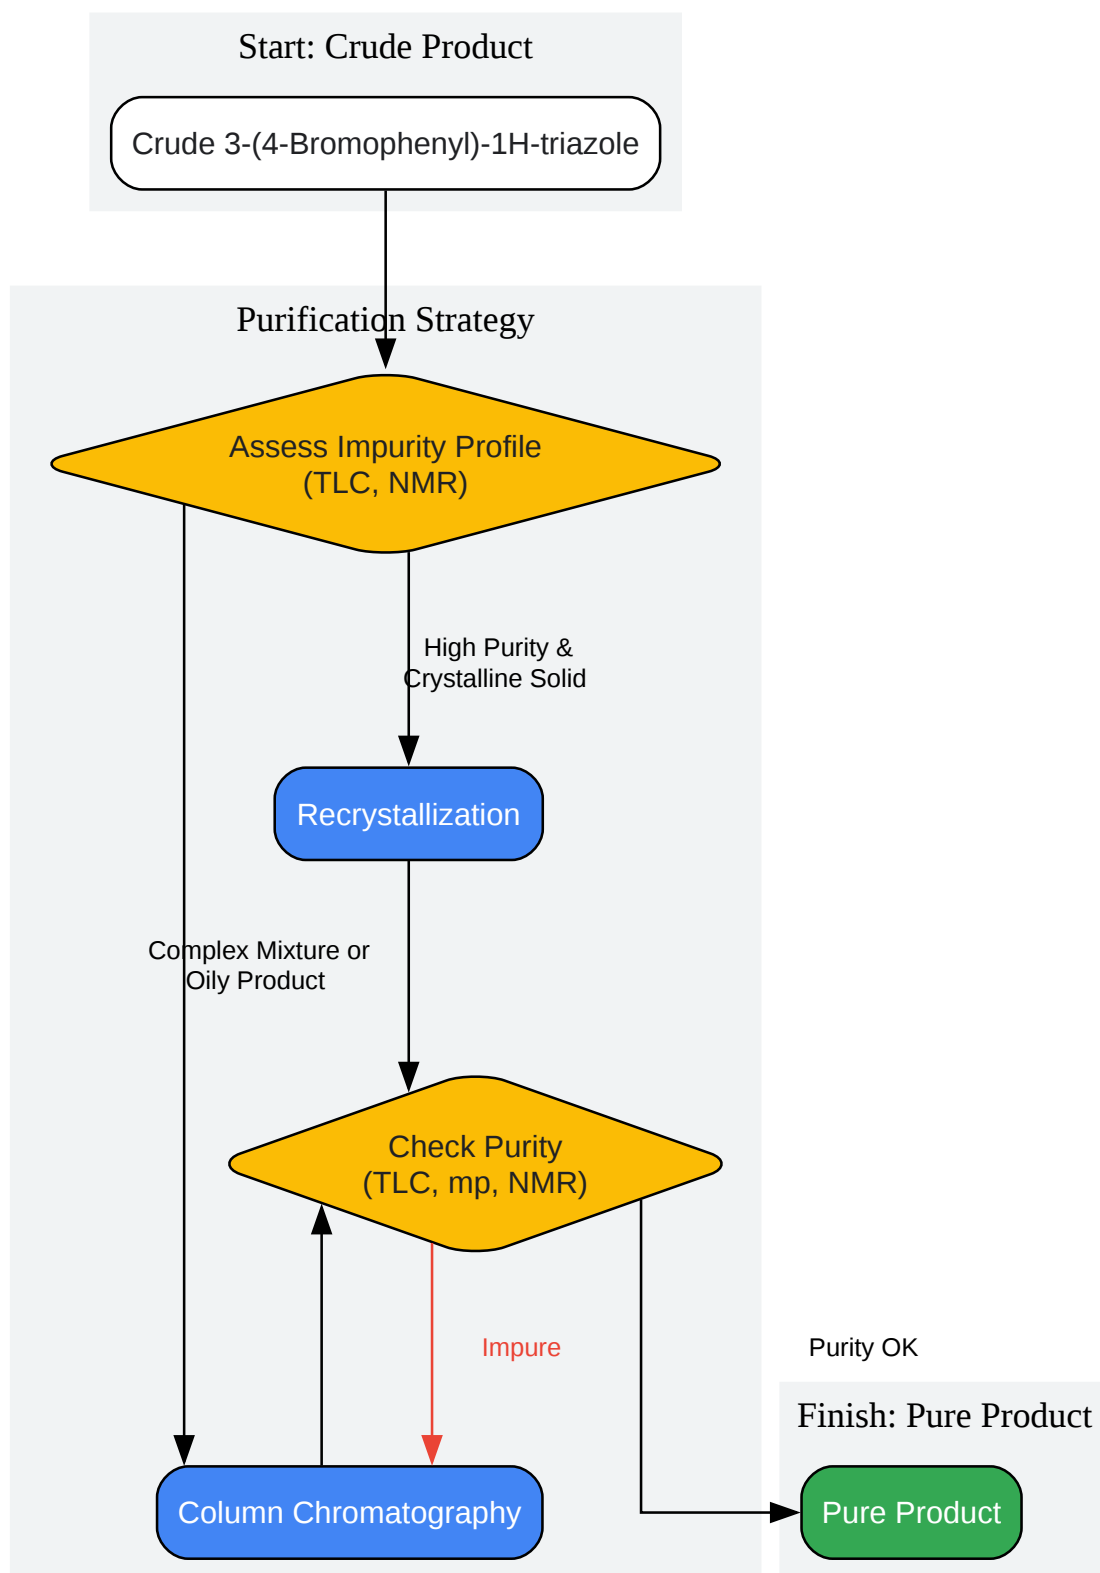 Start: Crude Product
Crude 3-(4-Bromophenyl)-1H-triazole
Purification Strategy
Assess Impurity Profile
(TLC, NMR)
High Purity &
Crystalline Solid
Recrystallization
Complex Mixture or
Oily Product
Check Purity
(TLC, mp, NMR)
Impure
Purity OK
Finish: Pure Product
Column Chromatography
Pure Product